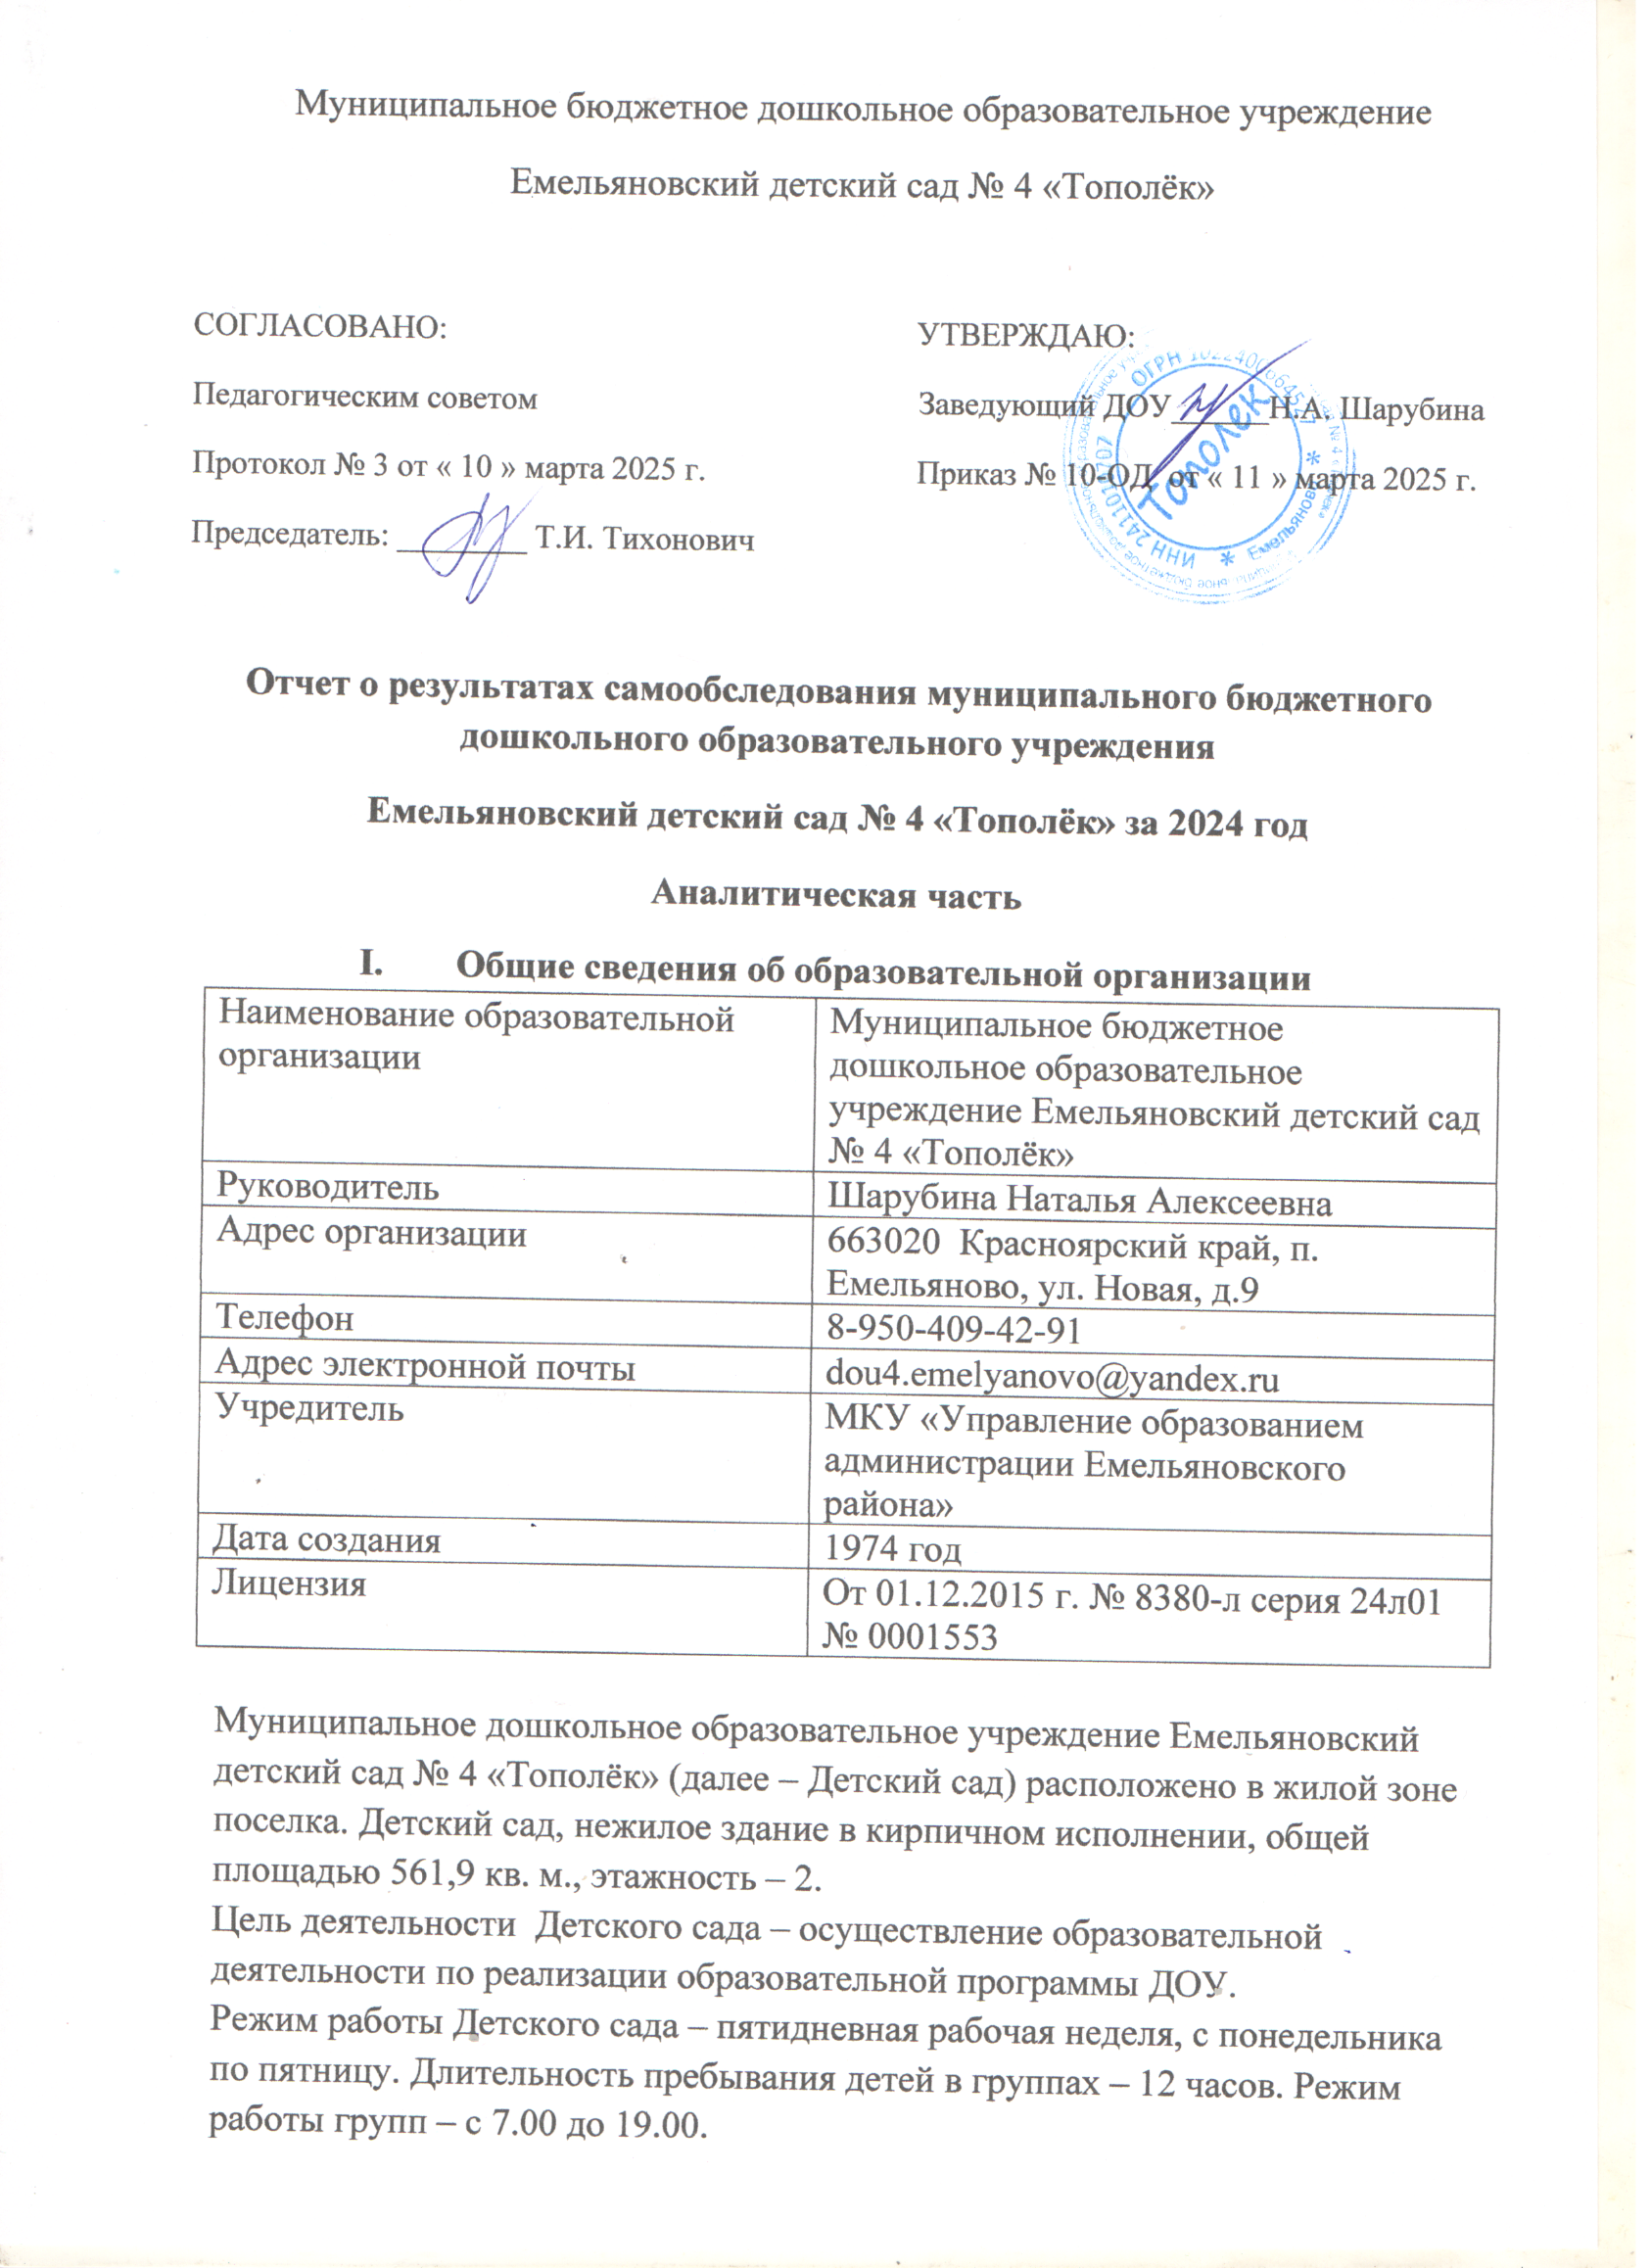 Муниципальное бюджетное дошкольное образовательное учреждение
Емельяновский детский сад № 4 «Тополёк»
СОГЛАСОВАНО:
Педагогическим советом
Протокол № 3 от « 10 » марта 2025 г.
Председатель: ________ Т.И. Тихонович
УТВЕРЖДАЮ:
Заведующий ДОУ______Н.А. Шарубина
Приказ № 10-ОД от « 11 » марта 2025 г.
ОГРН
ИНН
Тополек
Отчет о результатах самообследования муниципального бюджетного
дошкольного образовательного учреждения
Емельяновский детский сад № 4 «Тополёк» за 2024 год
Аналитическая часть
I. Общие сведения об образовательной организации
Наименование образовательной
организации
Муниципальное бюджетное
дошкольное образовательное
учреждение Емельяновский детский сад
№ 4 «Тополёк»
Руководитель
Шарубина Наталья Алексеевна
Адрес организации
663020 Красноярский край, п.
Емельяново, ул. Новая, д.9
Телефон
8-950-409-42-91
Адрес электронной почты
dou4.emelyanovo@yandex.ru
Учредитель
МКУ «Управление образованием
администрации Емельяновского
района»
Дата создания
1974 год
Лицензия
От 01.12.2015 г. № 8380-л серия 24л01
№ 0001553
Муниципальное дошкольное образовательное учреждение Емельяновский
детский сад № 4 «Тополёк» (далее – Детский сад) расположено в жилой зоне
поселка. Детский сад, нежилое здание в кирпичном исполнении, общей
площадью 561,9 кв. м., этажность – 2.
Цель деятельности Детского сада – осуществление образовательной
деятельности по реализации образовательной программы ДОУ.
Режим работы Детского сада – пятидневная рабочая неделя, с понедельника
по пятницу. Длительность пребывания детей в группах – 12 часов. Режим
работы групп – с 7.00 до 19.00.